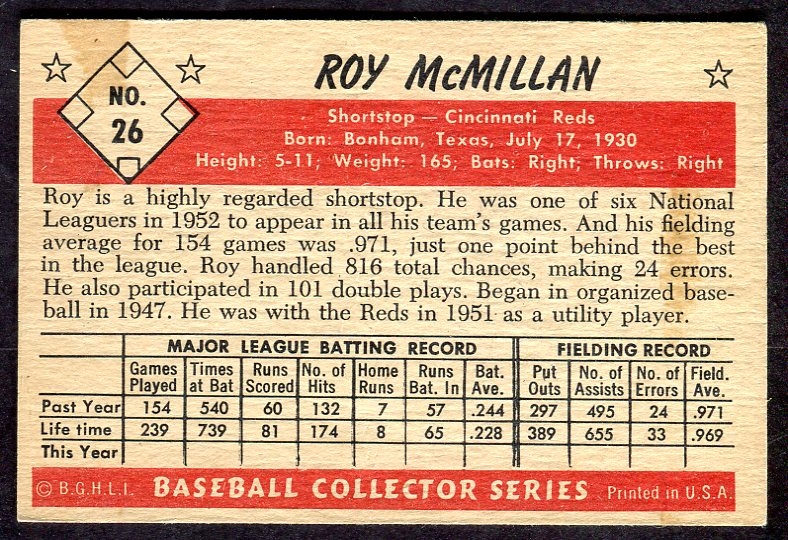 NO.
26
ROY McMILLAN
Shortstop — Cincinnati Reds
Born: Bonham, Texas, July 17, 1930
Height: 5-11; Weight: 165; Bats: Right; Throws: Right
Roy is a highly regarded shortstop. He was one of six National
Leaguers in 1952 to appear in all his team's games. And his fielding
average for 154 games was .971, just one point behind the best
in the league. Roy handled 816 total chances, making 24 errors.
He also participated in 101 double plays. Began in organized base-
ball in 1947. He was with the Reds in 1951 as a utility player.
MAJOR LEAGUE BATTING RECORD FIELDING RECORD
Games Times Runs No. of Home Runs Bat. Put No. of No. of Field.
Played at Bat Scored Hits Runs Bat. In Ave. Outs Assists Errors Ave.
Past Year 154 540 60 132 7 57 .244 297 495 24 .971
Life time 239 739 81 174 8 65 .228 389 655 33 .969
This Year
© B.G.H.L.I. BASEBALL COLLECTOR SERIES Printed in U.S.A.